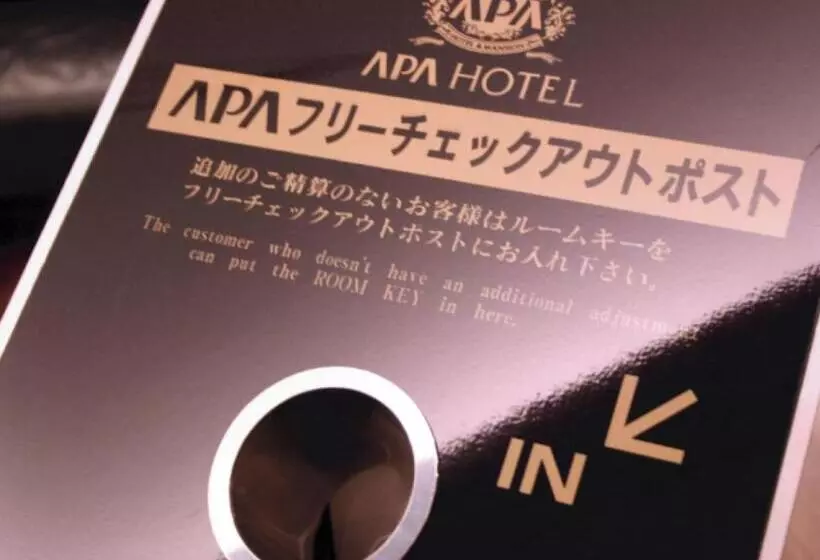 APA
HOTEL & MANSION
APA HOTEL
APAフリーチェックアウトポスト
追加のご精算のないお客様はルームキーを
フリーチェックアウトポストにお入れ下さい。
The customer who doesn't have an additional adjustment
can put the ROOM KEY in here.
IN